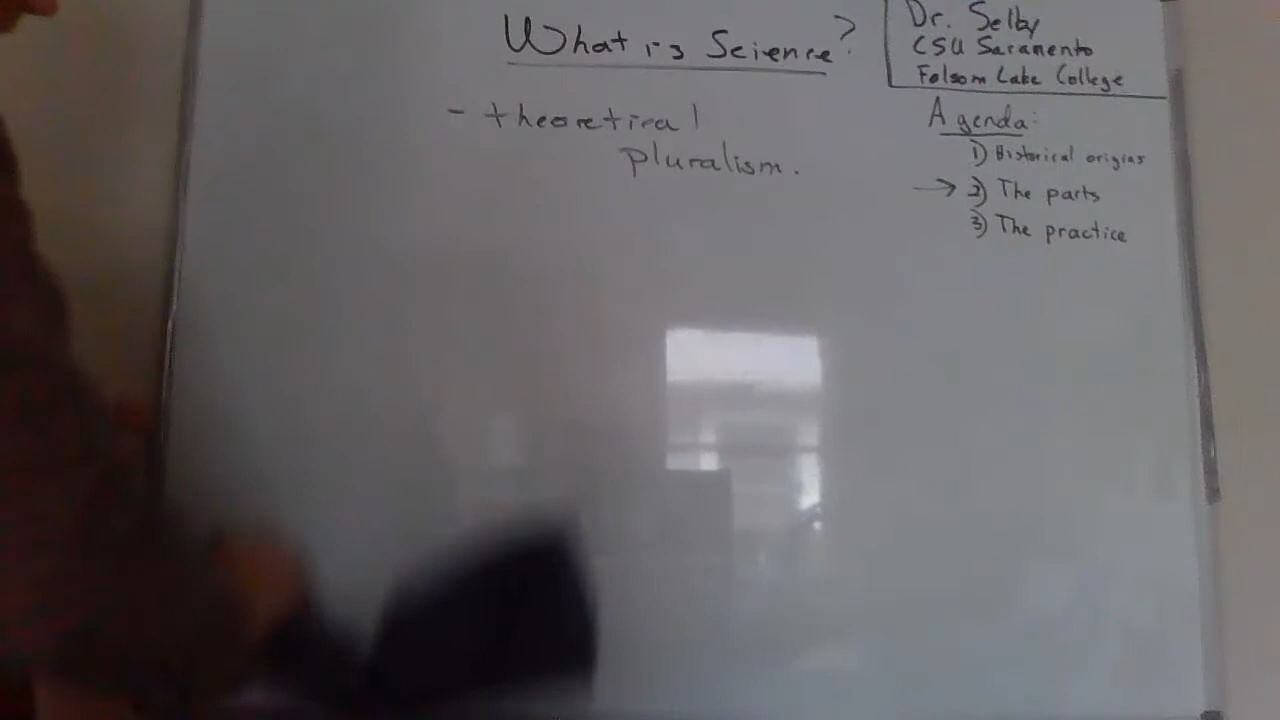 What is Science?
- theoretical
pluralism.
Dr. Selby
CSU Saramento
Folsom Lake College
Agenda:
1) Historical origins
→ 2) The parts
3) The practice